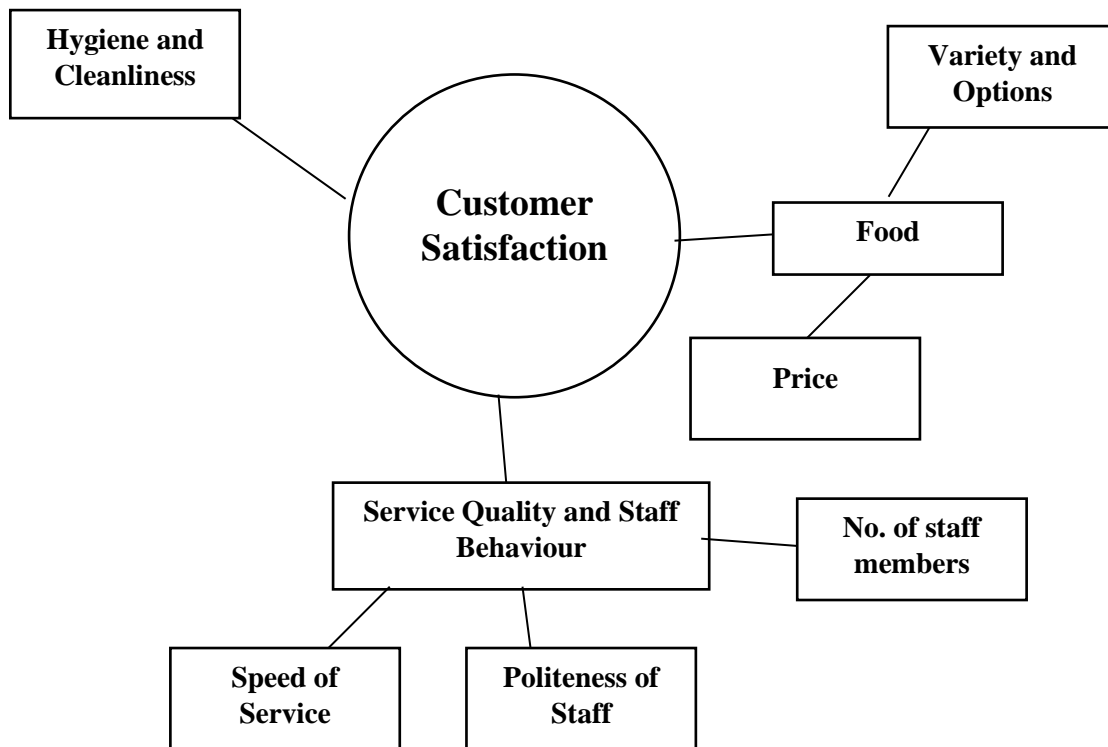 Hygiene and
Cleanliness
Variety and
Options
Customer
Satisfaction
Food
Price
Service Quality and Staff
Behaviour
No. of staff
members
Speed of
Service
Politeness of
Staff